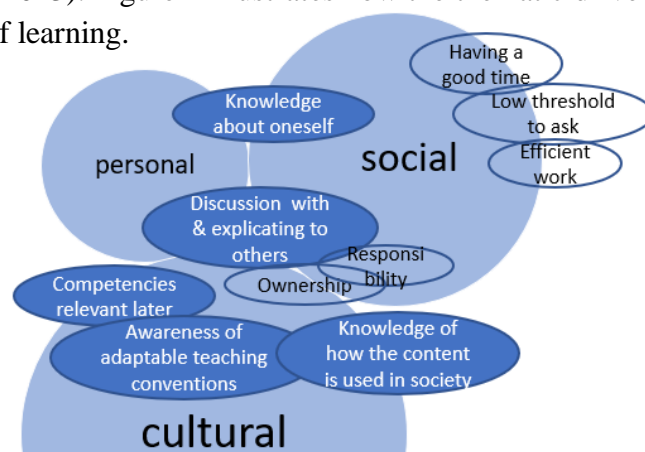 f learning.
Having a
good time
Knowledge
about oneself
Low threshold
to ask
personal
social
Efficient
work
Discussion with
& explicating to
others
Responsi
bility
Ownership
Competencies
relevant later
Awareness of
adaptable teaching
conventions
Knowledge of
how the content
is used in society
cultural